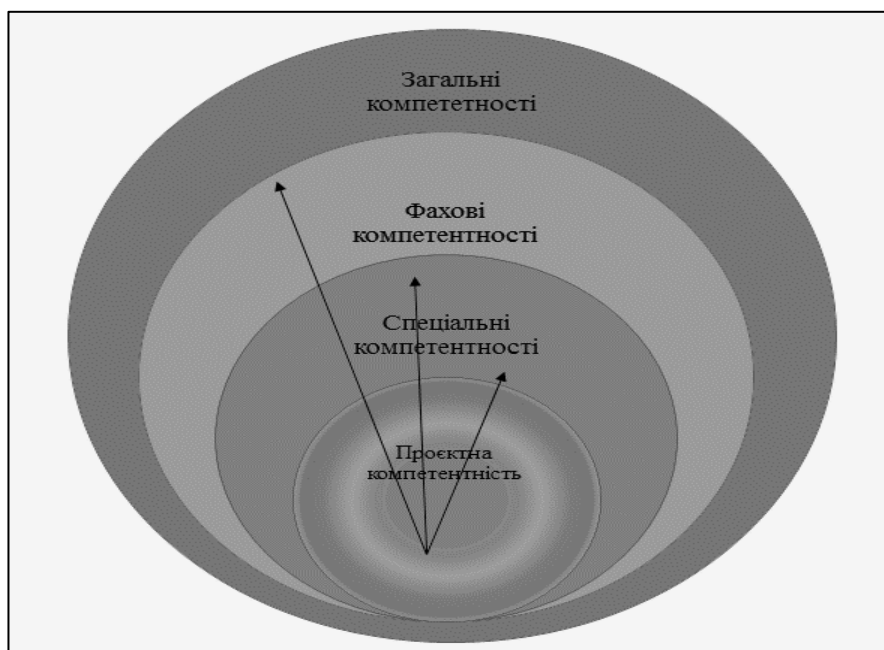 Загальні
компететності
Фахові
компетентності
Спеціальні
компетентності
Проєктна
компетентність